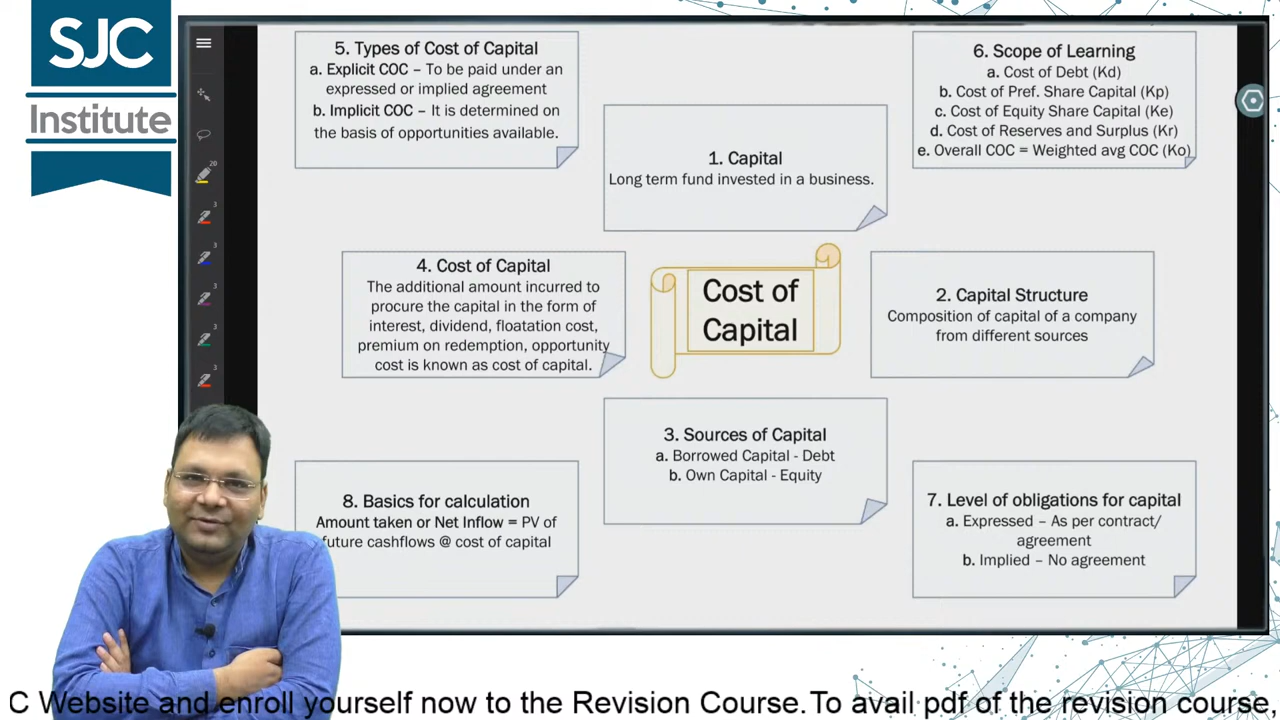 SJC
Institute
5. Types of Cost of Capital
a. Explicit COC – To be paid under an
expressed or implied agreement
b. Implicit COC – It is determined on
the basis of opportunities available.
1. Capital
Long term fund invested in a business.
6. Scope of Learning
a. Cost of Debt (Kd)
b. Cost of Pref. Share Capital (Kp)
c. Cost of Equity Share Capital (Ke)
d. Cost of Reserves and Surplus (Kr)
e. Overall COC = Weighted avg COC (Ko)
20
3
3
3
3
3
4. Cost of Capital
The additional amount incurred to
procure the capital in the form of
interest, dividend, floatation cost,
premium on redemption, opportunity
cost is known as cost of capital.
Cost of
Capital
2. Capital Structure
Composition of capital of a company
from different sources
3. Sources of Capital
a. Borrowed Capital - Debt
b. Own Capital - Equity
8. Basics for calculation
Amount taken or Net Inflow = PV of
future cashflows @ cost of capital
7. Level of obligations for capital
a. Expressed – As per contract/
agreement
b. Implied – No agreement
C Website and enroll yourself now to the Revision Course.To avail pdf of the revision course,